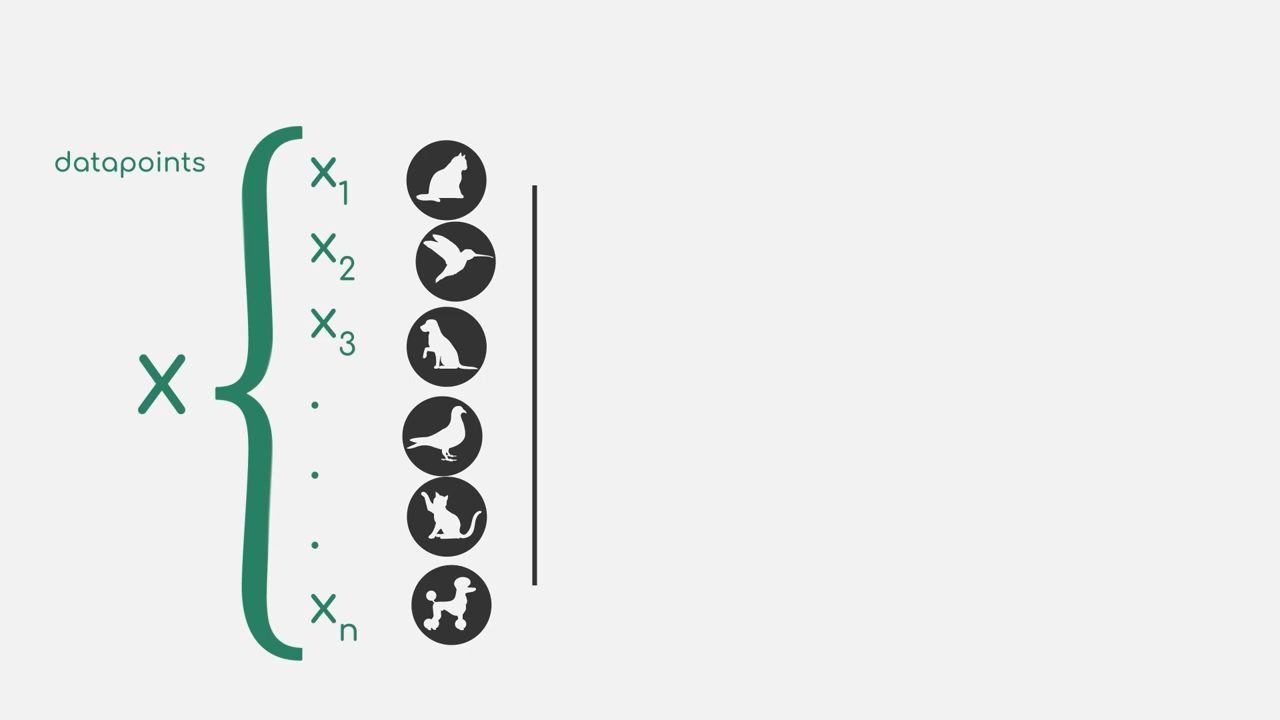 datapoints
X
x1
x2
x3
.
.
.
xn